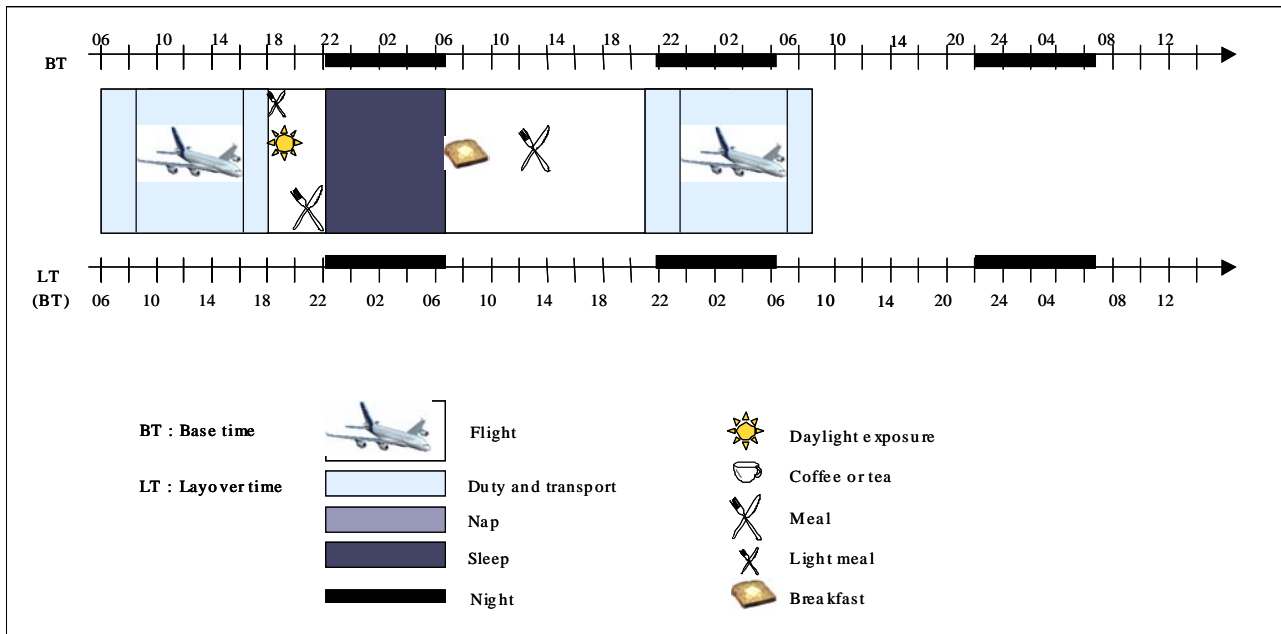 06 10 14 18 22 02 06 10 14 18 22 02 06 10 14 20 24 04 08 12
BT
LT
(BT)
06 10 14 18 22 02 06 10 14 18 22 02 06 10 14 20 24 04 08 12
BT : Base time
Flight
Daylight exposure
LT : Layover time
Duty and transport
Coffee or tea
Nap
Meal
Sleep
Light meal
Night
Breakfast